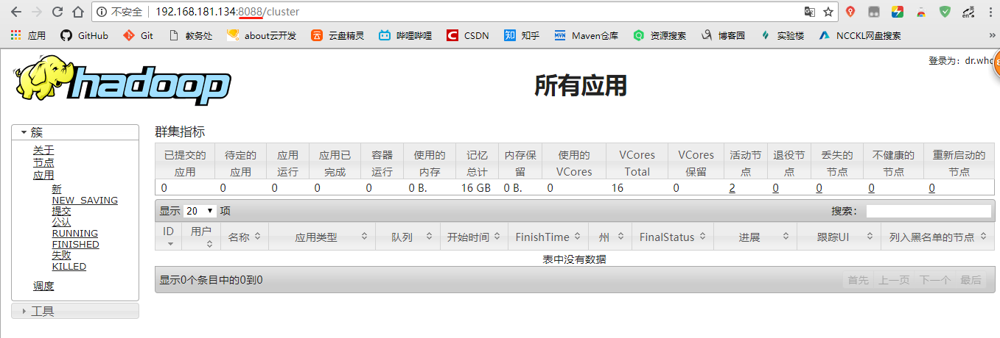 不安全 192.168.181.134:8088/cluster
应用 GitHub Git 教务处 about云开发 云盘精灵 哔哩哔哩 CSDN 知乎 Maven仓库 资源搜索 博客园 实验楼 NCCKL网盘搜索 »
登录为：dr.who
hadoop
所有应用
簇
关于
节点
应用
新
NEW_SAVING
提交
公认
RUNNING
FINISHED
失败
KILLED
调度
工具
群集指标
已提交的应用 待定的应用 应用运行 应用已完成 容器运行 使用的内存 记忆总计 内存保留 使用的VCores VCores Total VCores保留 活动节点 退役节点 丢失的节点 不健康的节点 重新启动的节点
0 0 0 0 0 0 B. 16 GB 0 B. 0 16 0 2 0 0 0 0
显示 20 项 搜索：
ID 用户 名称 应用类型 队列 开始时间 FinishTime 州 FinalStatus 进展 跟踪UI 列入黑名单的节点
表中没有数据
显示0个条目中的0到0 首先 上一页 下一个 最后